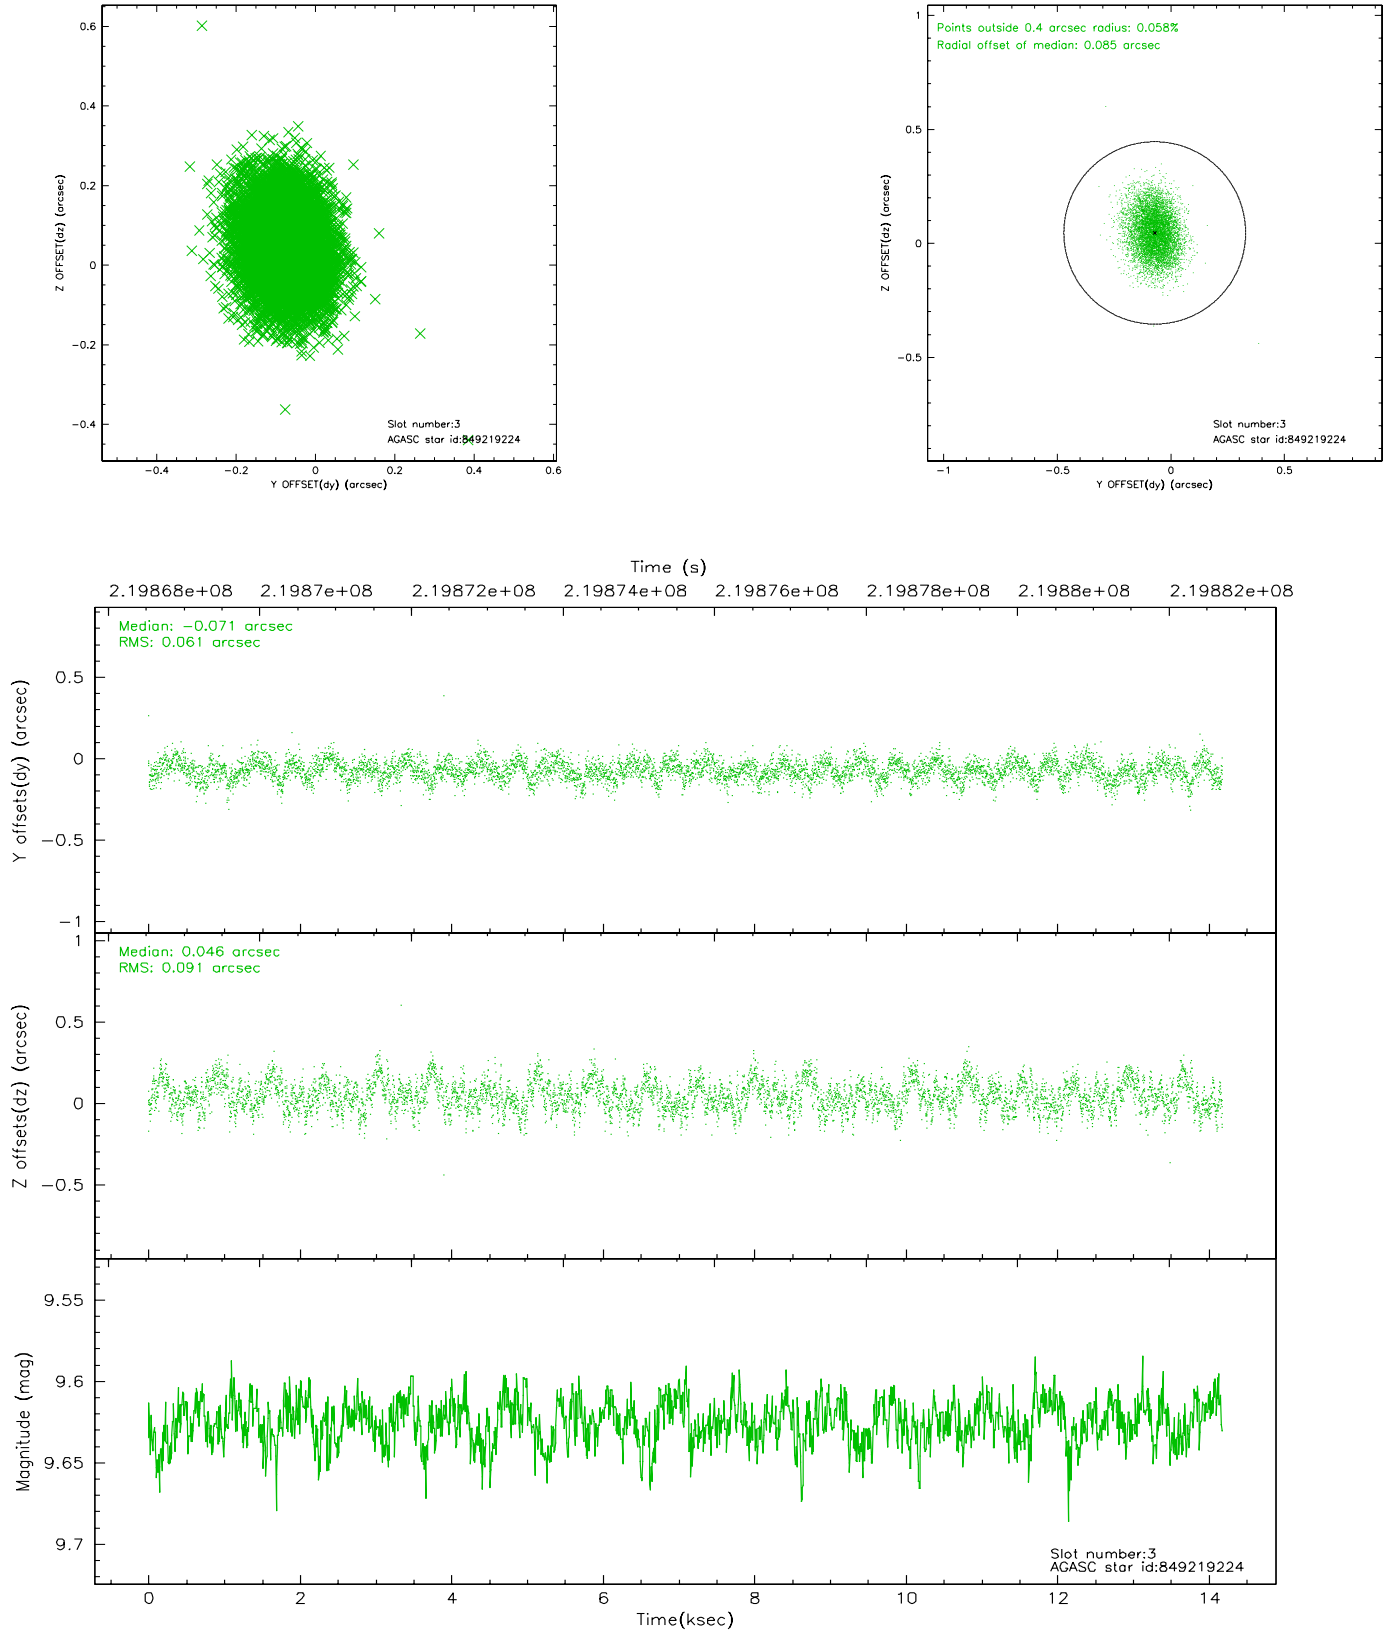 0.6
0.4
0.2
0
−0.2
−0.4
Z OFFSET(dz) (arcsec)
Slot number:3
AGASC star id:849219224
−0.4 −0.2 0 0.2 0.4 0.6
Y OFFSET(dy) (arcsec)
Points outside 0.4 arcsec radius: 0.058%
Radial offset of median: 0.085 arcsec
1
0.5
0
−0.5
Z OFFSET(dz) (arcsec)
Slot number:3
AGASC star id:849219224
−1 −0.5 0 0.5
Y OFFSET(dy) (arcsec)
Time (s)
2.19868e+08 2.1987e+08 2.19872e+08 2.19874e+08 2.19876e+08 2.19878e+08 2.1988e+08 2.19882e+08
Median: −0.071 arcsec
RMS: 0.061 arcsec
0.5
0
−0.5
−1
Y offsets(dy) (arcsec)
Median: 0.046 arcsec
RMS: 0.091 arcsec
1
0.5
0
−0.5
Z offsets(dz) (arcsec)
9.55
9.6
9.65
9.7
Magnitude (mag)
Slot number:3
AGASC star id:849219224
0 2 4 6 8 10 12 14
Time(ksec)